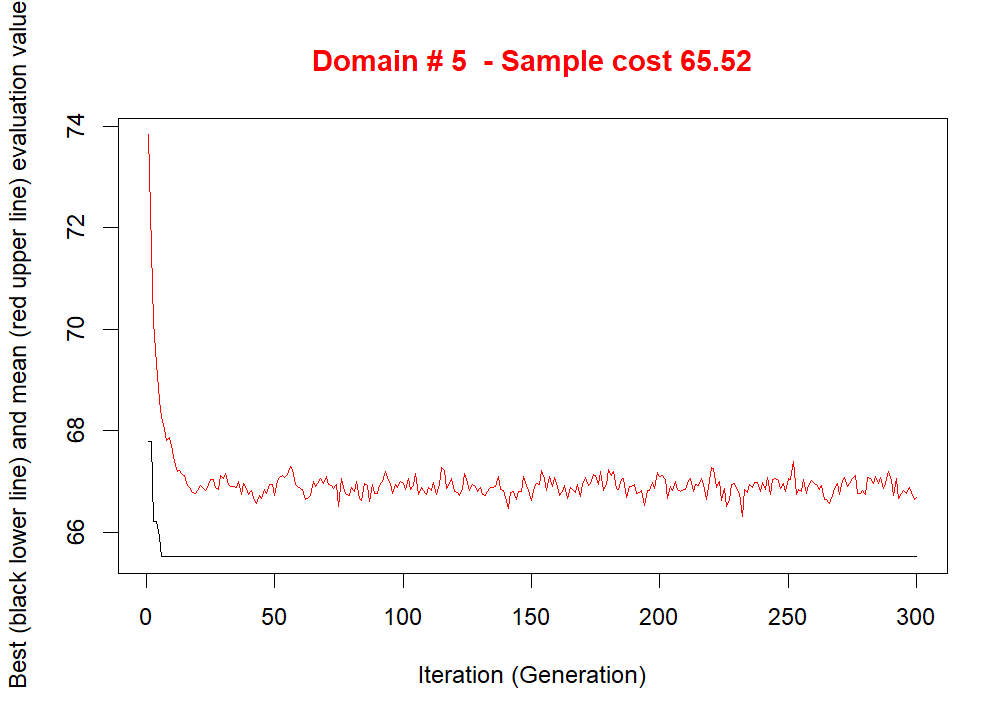 Domain # 5  - Sample cost 65.52
Best (black lower line) and mean (red upper line) evaluation value
74
72
70
68
66
0 50 100 150 200 250 300
Iteration (Generation)